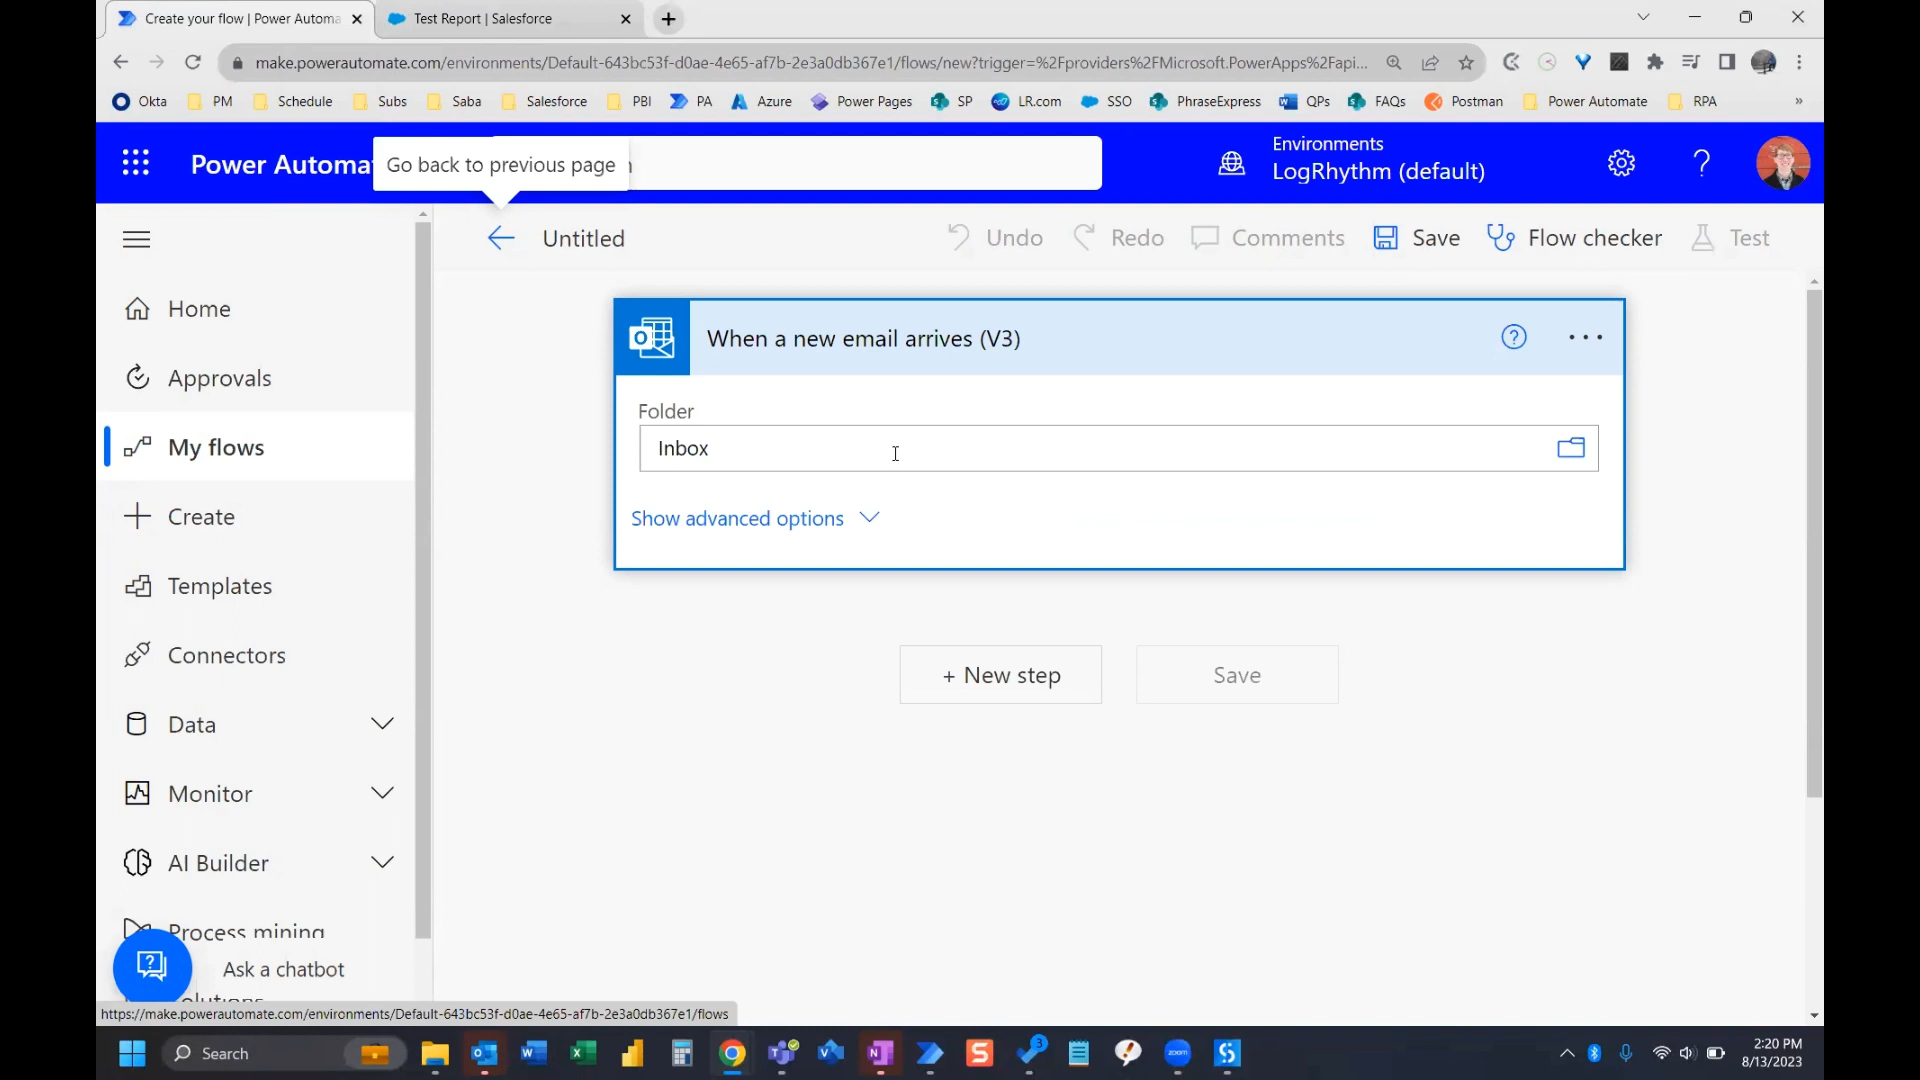 Create your flow | Power Automa
Test Report | Salesforce
make.powerautomate.com/environments/Default-643bc53f-d0ae-4e65-af7b-2e3a0db367e1/flows/new?trigger=%2Fproviders%2FMicrosoft.PowerApps%2Fapi...
Okta PM Schedule Subs Saba Salesforce PBI PA Azure Power Pages SP LR.com SSO PhraseExpress QPs FAQs Postman Power Automate RPA »
Power Automa
Go back to previous page
Environments
LogRhythm (default)
Untitled
Undo Redo Comments Save Flow checker Test
Home
Approvals
My flows
Create
Templates
Connectors
Data
Monitor
AI Builder
Process mining
Ask a chatbot
When a new email arrives (V3)
Folder
Inbox
Show advanced options
+ New step
Save
https://make.powerautomate.com/environments/Default-643bc53f-d0ae-4e65-af7b-2e3a0db367e1/flows
Search
3
zoom
2:20 PM
8/13/2023